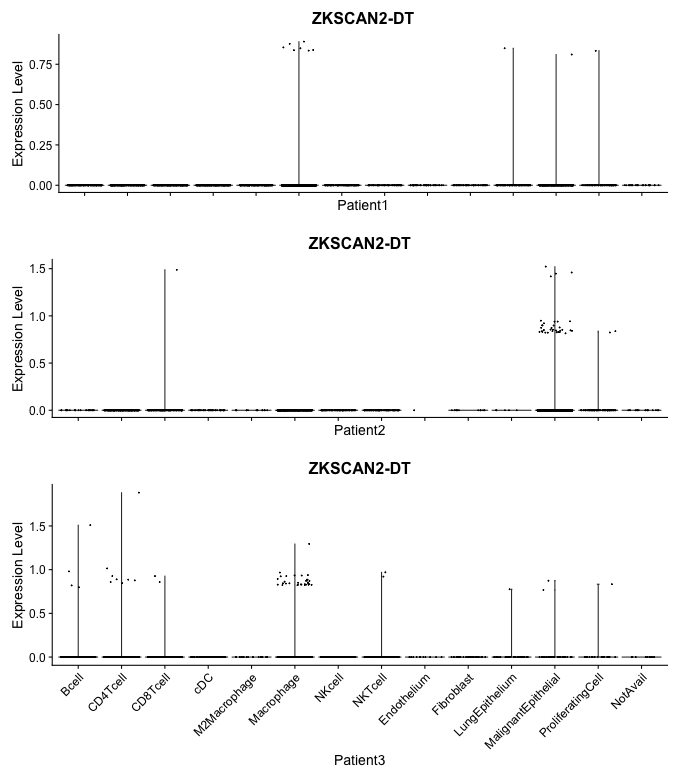 ZKSCAN2-DT
Expression Level
0.75
0.50
0.25
0.00
Patient1
ZKSCAN2-DT
Expression Level
1.5
1.0
0.5
0.0
Patient2
ZKSCAN2-DT
Expression Level
1.5
1.0
0.5
0.0
Bcell
CD4Tcell
CD8Tcell
cDC
M2Macrophage
Macrophage
NKcell
NKTcell
Endothelium
Fibroblast
LungEpithelium
MalignantEpithelial
ProliferatingCell
NotAvail
Patient3